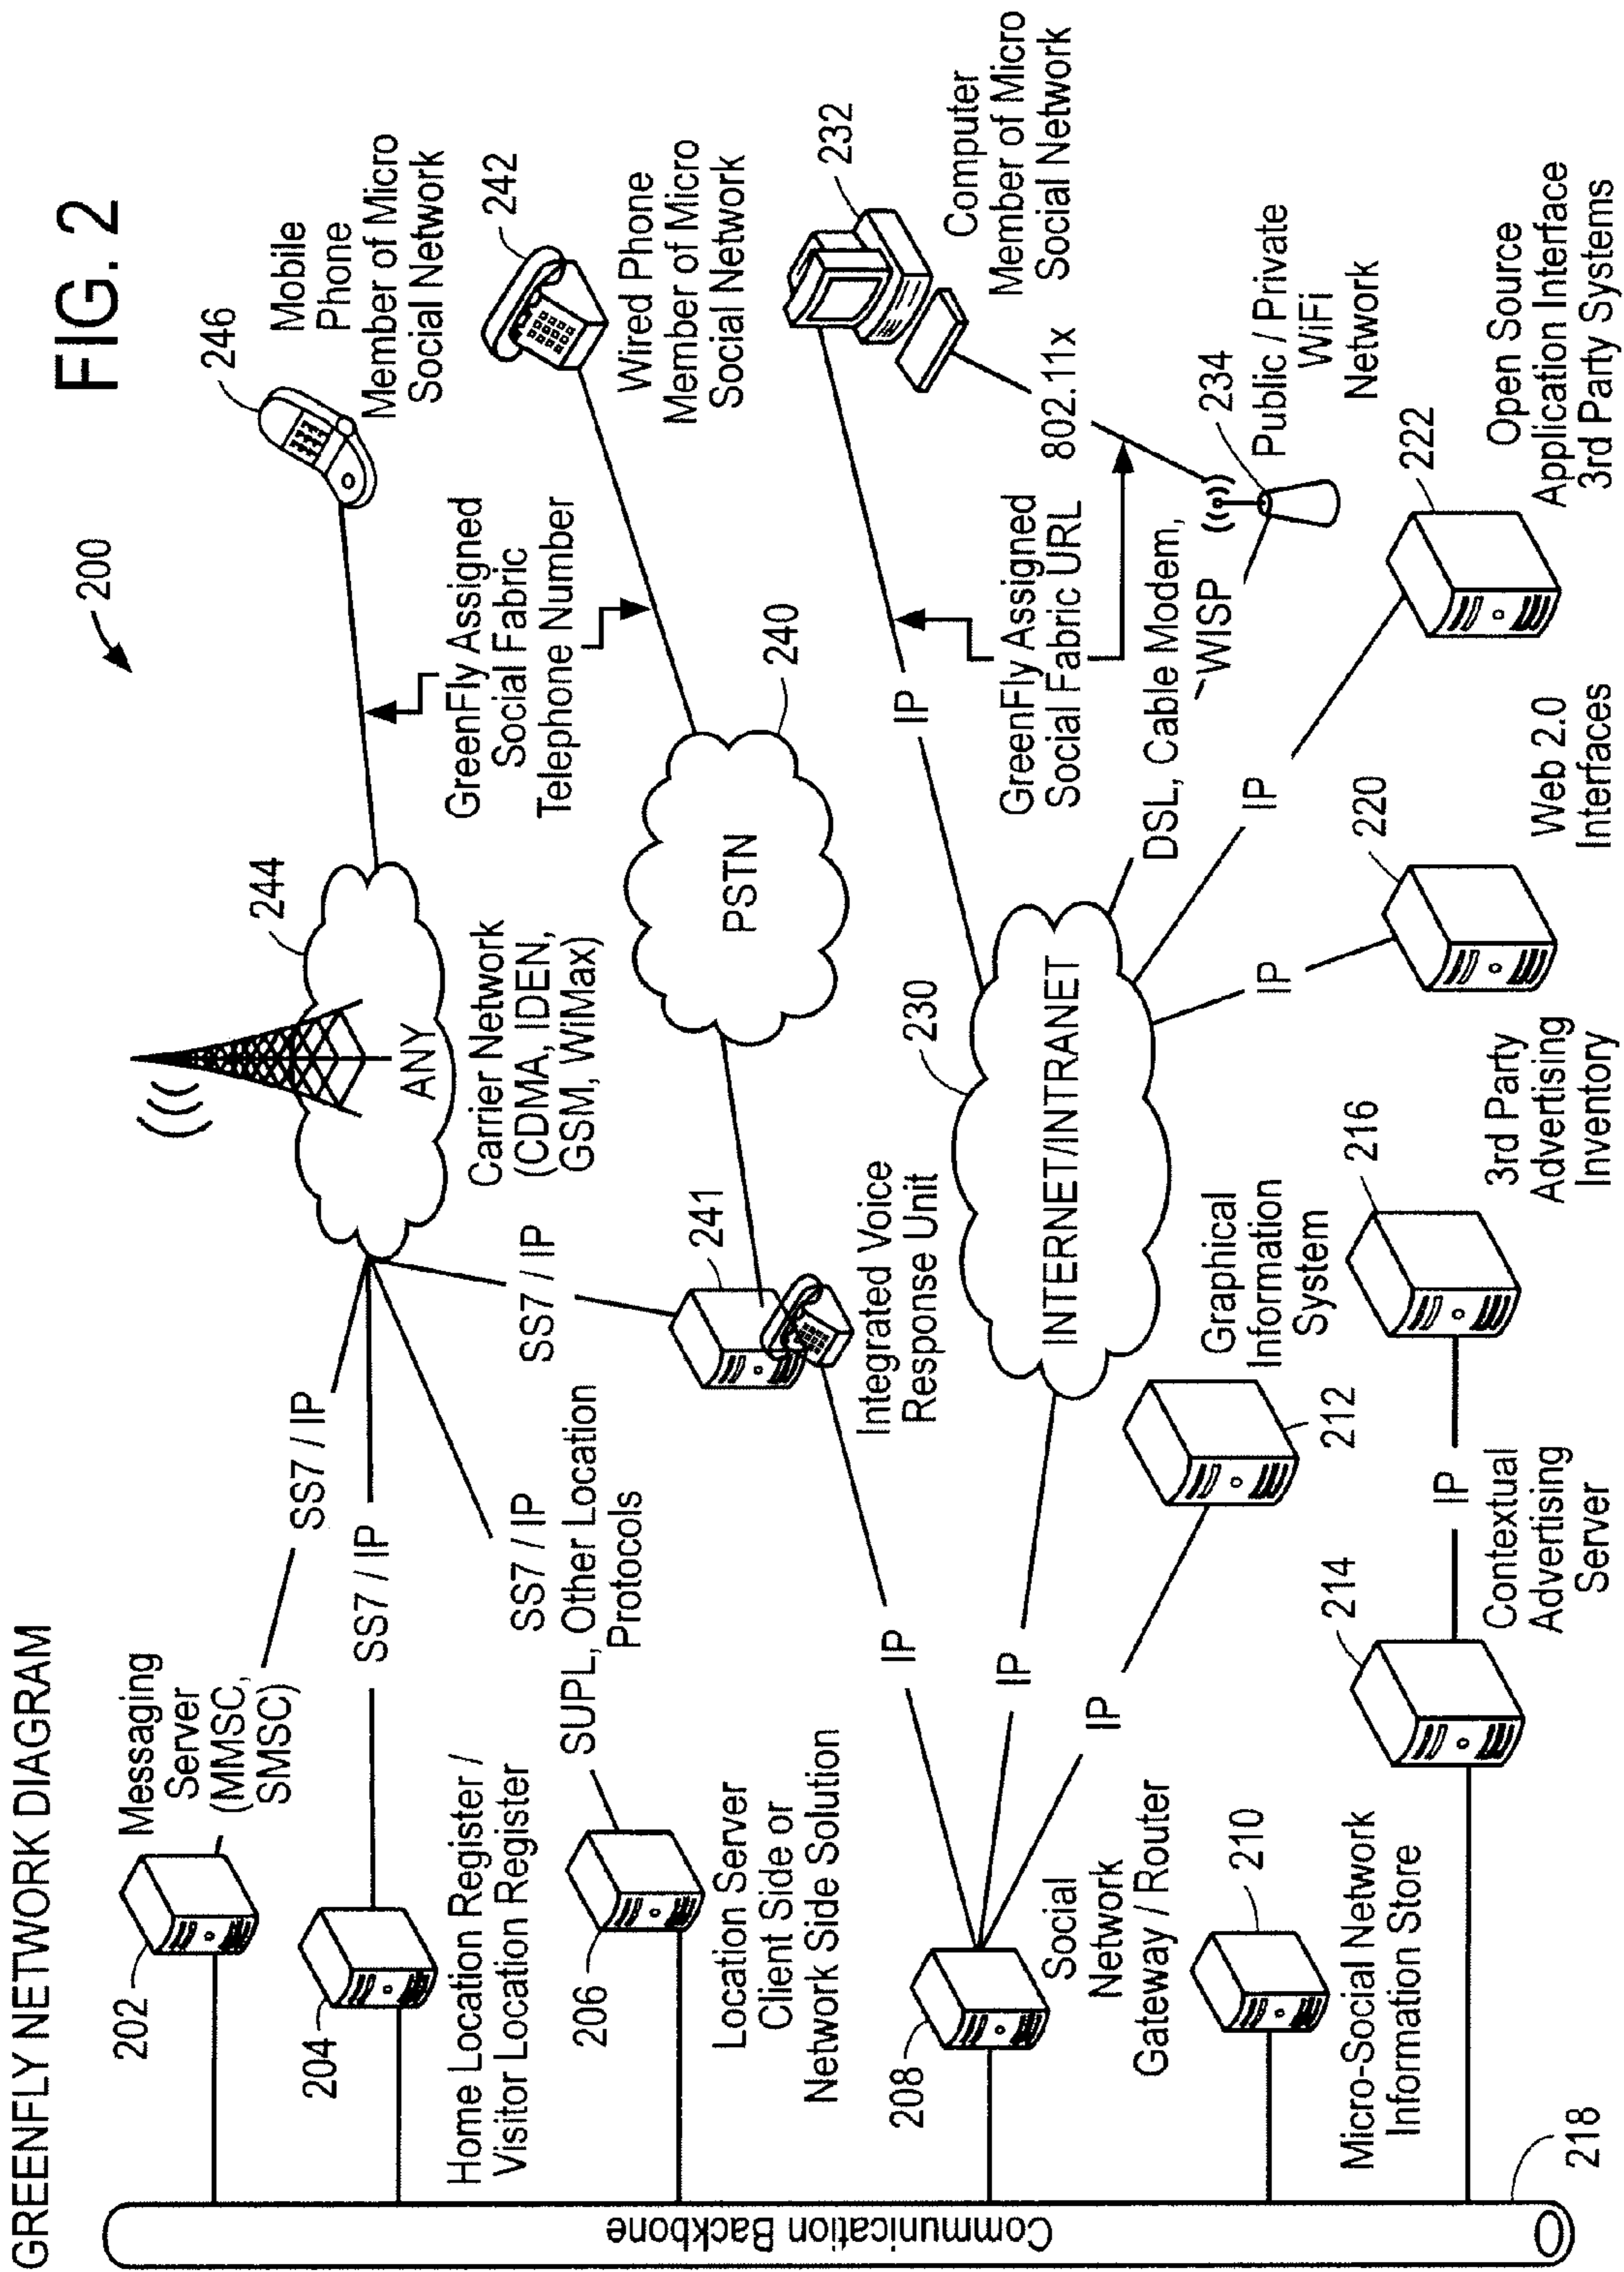 GREENFLY NETWORK DIAGRAM
FIG. 2
200
202
Messaging
Server
(MMSC,
SMSC)
SS7 / IP
204
Home Location Register /
Visitor Location Register
SS7 / IP
206
Location Server
Client Side or
Network Side Solution
SS7 / IP
SUPL, Other Location
Protocols
208
Social
Network
Gateway / Router
210
Micro-Social Network
Information Store
Communication Backbone
218
244
ANY
Carrier Network
(CDMA, IDEN,
GSM, WiMax)
SS7 / IP
241
Integrated Voice
Response Unit
IP
IP
IP
PSTN
240
INTERNET/INTRANET
230
Graphical
Information
System
212
214
Contextual
Advertising
Server
IP
216
3rd Party
Advertising
Inventory
246
Mobile
Phone
Member of Micro
Social Network
GreenFly Assigned
Social Fabric
Telephone Number
242
Wired Phone
Member of Micro
Social Network
232
Computer
Member of Micro
Social Network
IP
GreenFly Assigned
Social Fabric URL
802.11x
DSL, Cable Modem,
WISP
234
Public / Private
WiFi
Network
IP
220
Web 2.0
Interfaces
IP
222
Open Source
Application Interface
3rd Party Systems